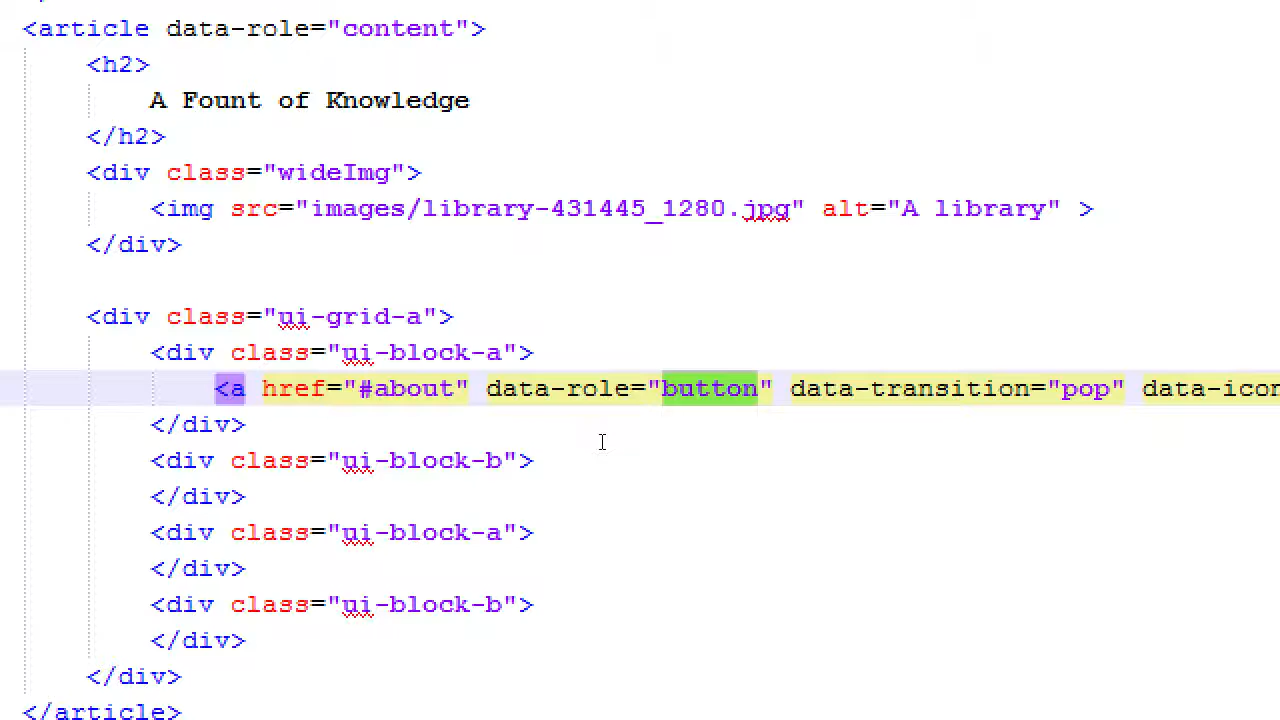 <article data-role="content">
<h2>
A Fount of Knowledge
</h2>
<div class="wideImg">
<img src="images/library-431445_1280.jpg" alt="A library" >
</div>
<div class="ui-grid-a">
<div class="ui-block-a">
<a href="#about" data-role="button" data-transition="pop" data-icon
</div>
<div class="ui-block-b">
</div>
<div class="ui-block-a">
</div>
<div class="ui-block-b">
</div>
</div>
</article>